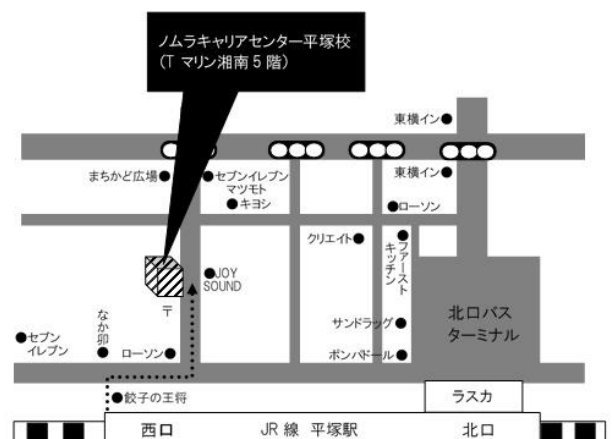 ノムラキャリアセンター平塚校
(T マリン湘南 5 階)
東横イン
まちかど広場
セブンイレブン
マツモト
キヨシ
東横イン
ローソン
クリエイト
ファースト
キッチン
JOY
SOUND
〒
なか卯
セブン
イレブン
ローソン
サンドラッグ
ポンパドール
北口バス
ターミナル
餃子の王将
ラスカ
西口
JR 線 平塚駅
北口